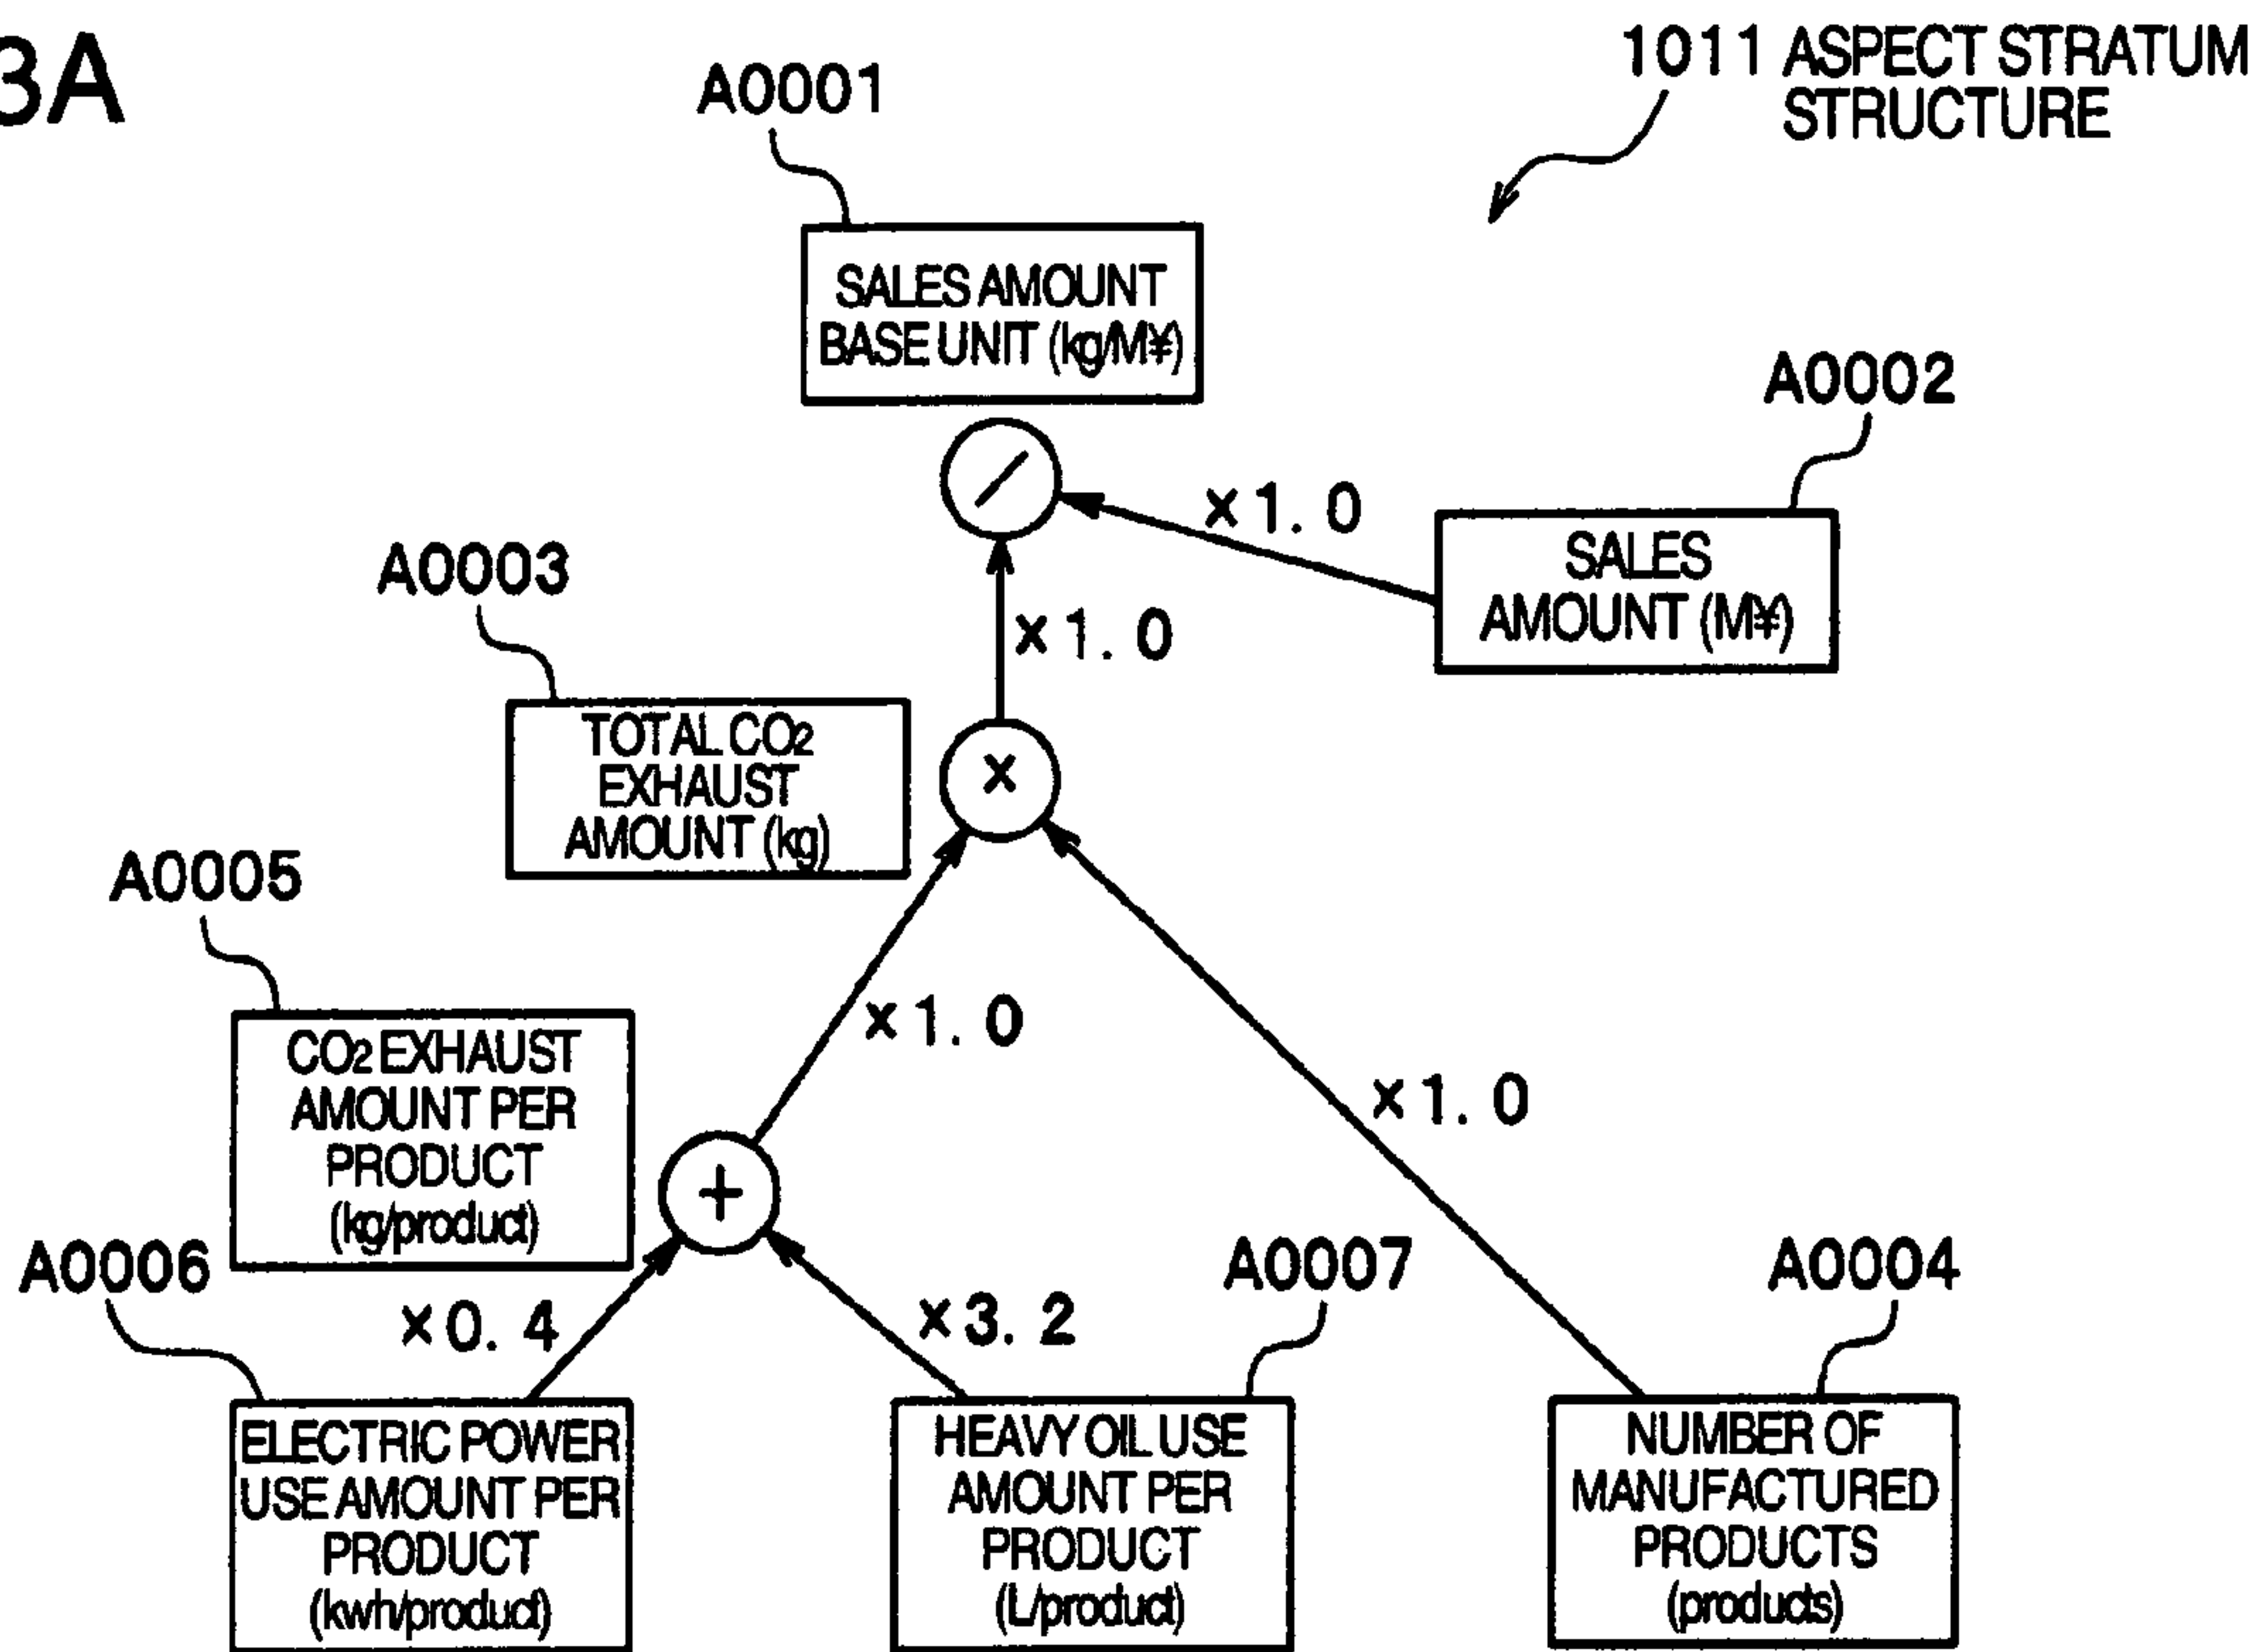 3A
1011 ASPECT STRATUM
STRUCTURE
A0001
SALES AMOUNT
BASE UNIT (kg/M¥)
A0002
×1.0
SALES
AMOUNT (M¥)
A0003
×1.0
TOTAL CO2
EXHAUST
AMOUNT (kg)
×
A0005
×1.0
CO2 EXHAUST
AMOUNT PER
PRODUCT
(kg/product)
×1.0
+
A0006
×0.4
×3.2
A0007
A0004
ELECTRIC POWER
USE AMOUNT PER
PRODUCT
(kwh/product)
HEAVY OIL USE
AMOUNT PER
PRODUCT
(L/product)
NUMBER OF
MANUFACTURED
PRODUCTS
(products)